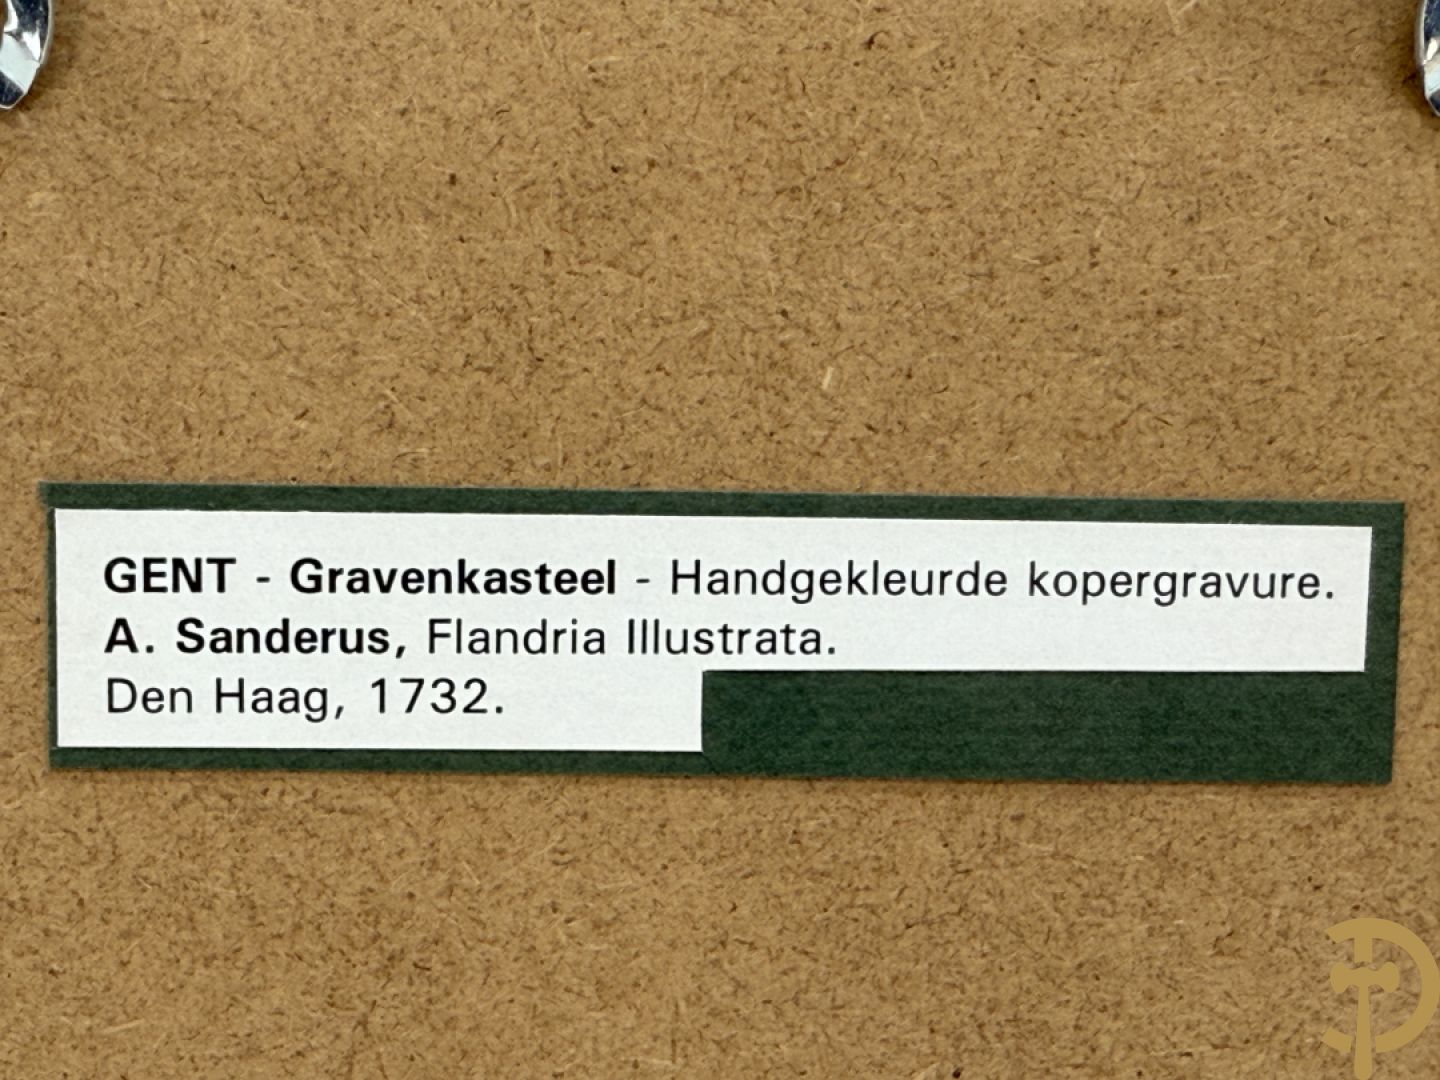 GENT - Gravenkasteel - Handgekleurde kopergravure.
A. Sanderus, Flandria Illustrata.
Den Haag, 1732.